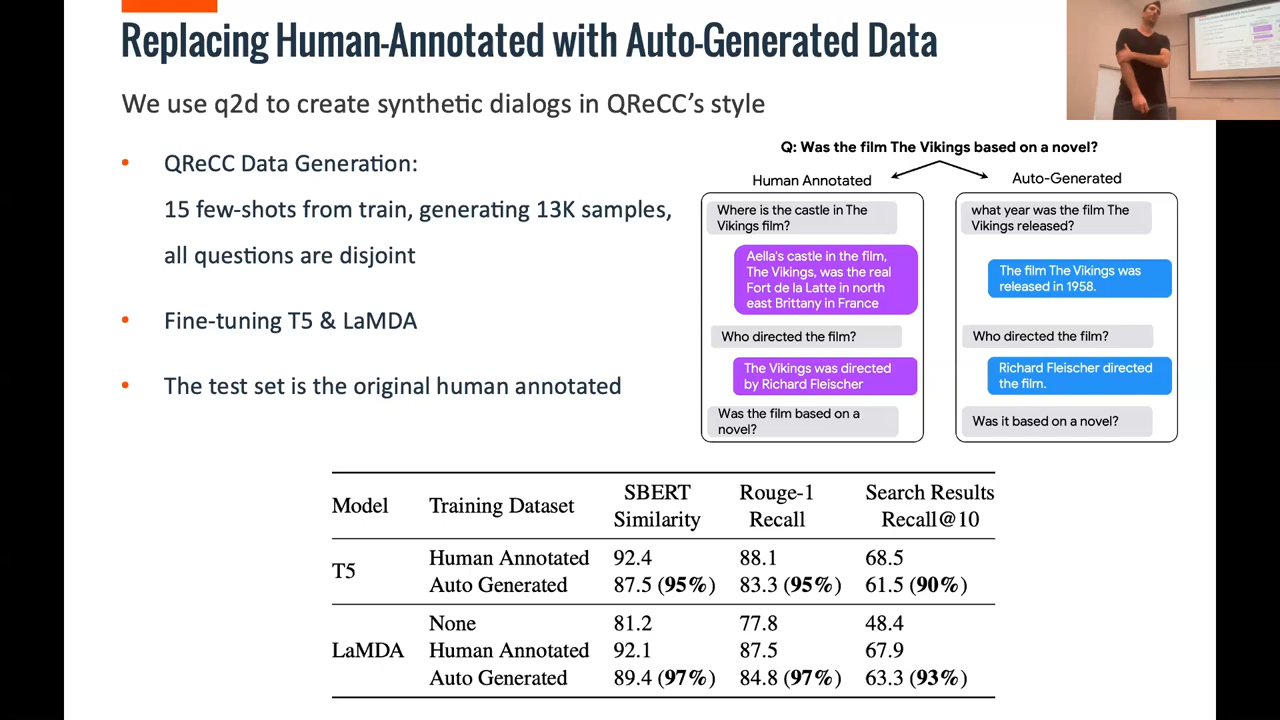 Replacing Human-Annotated with Auto-Generated Data
We use q2d to create synthetic dialogs in QReCC's style
• QReCC Data Generation:
15 few-shots from train, generating 13K samples,
all questions are disjoint
• Fine-tuning T5 & LaMDA
• The test set is the original human annotated
Q: Was the film The Vikings based on a novel?
Human Annotated
Where is the castle in The
Vikings film?
Aella's castle in the film,
The Vikings, was the real
Fort de la Latte in north
east Brittany in France
Who directed the film?
The Vikings was directed
by Richard Fleischer
Was the film based on a
novel?
Auto-Generated
what year was the film The
Vikings released?
The film The Vikings was
released in 1958.
Who directed the film?
Richard Fleischer directed
the film.
Was it based on a novel?
Model Training Dataset SBERT Similarity Rouge-1 Recall Search Results Recall@10
T5 Human Annotated 92.4 88.1 68.5
Auto Generated 87.5 (95%) 83.3 (95%) 61.5 (90%)
LaMDA None 81.2 77.8 48.4
Human Annotated 92.1 87.5 67.9
Auto Generated 89.4 (97%) 84.8 (97%) 63.3 (93%)